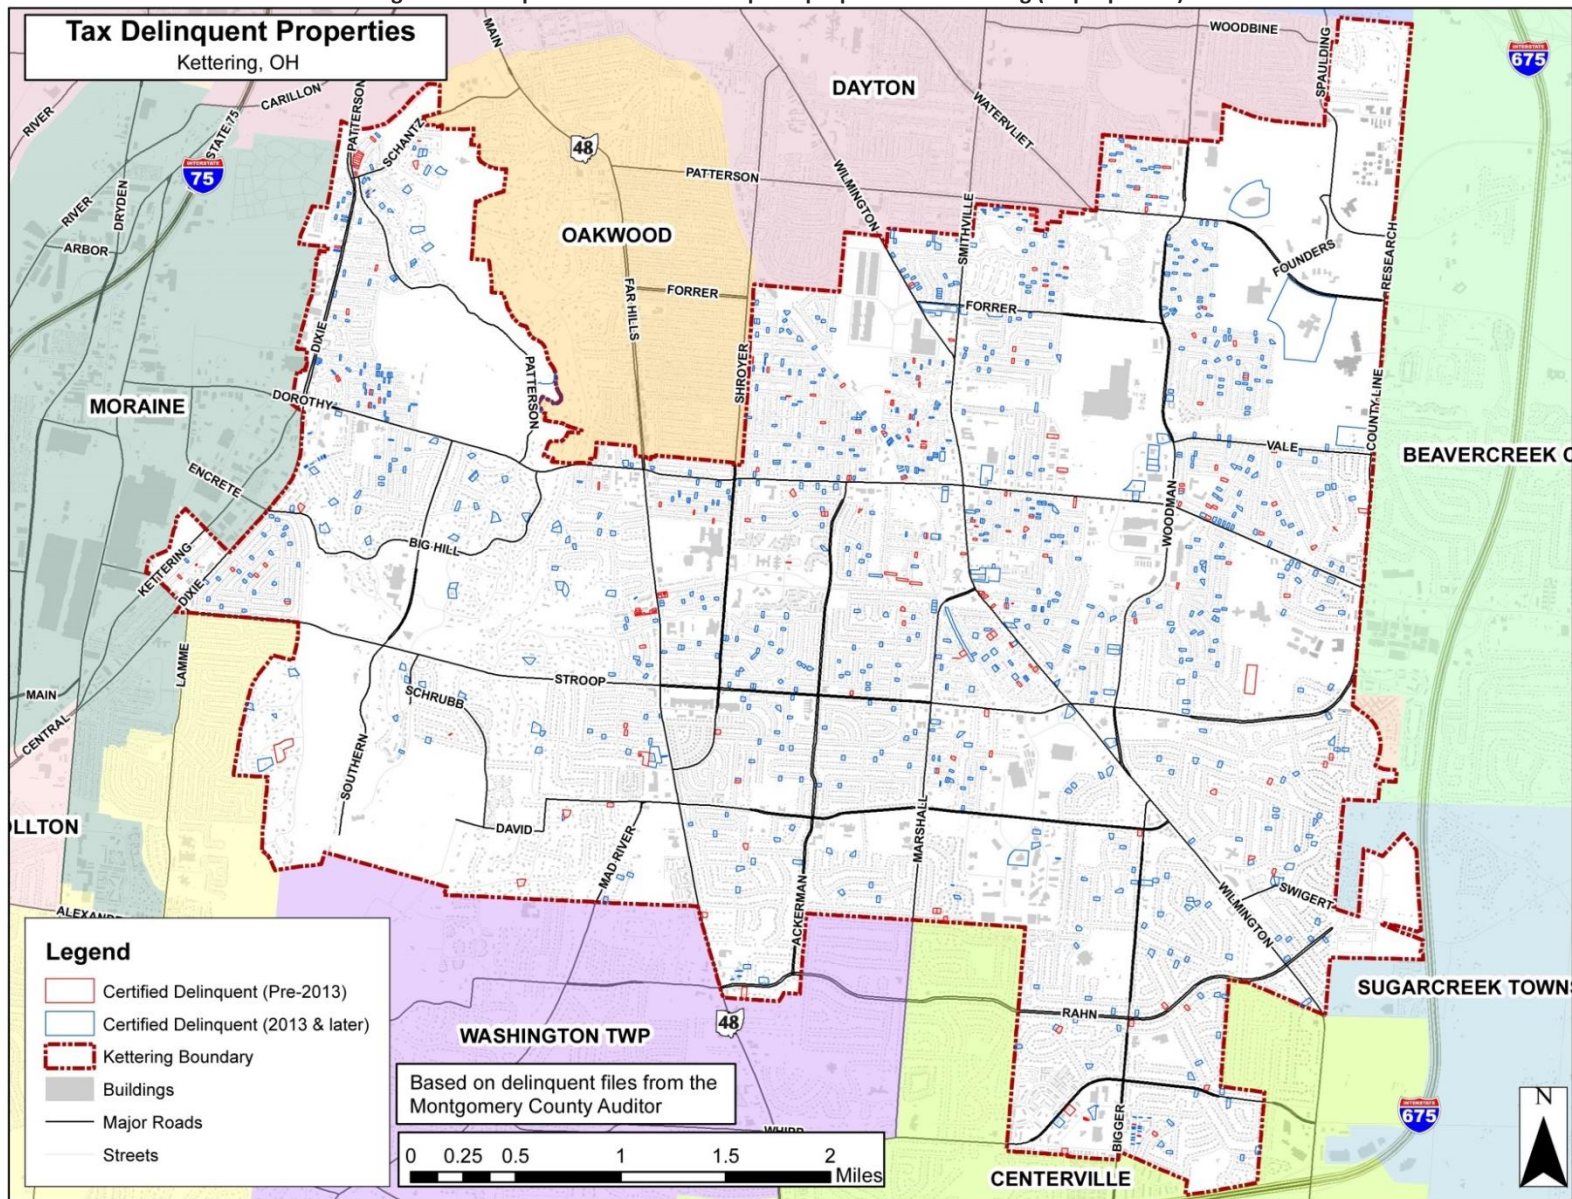 Tax Delinquent Properties
Kettering, OH
MAIN
WOODBINE
SPAULDING
INTERSTATE
675
CARILLON
PATTERSON
DAYTON
RIVER
STATE 75
SCHANTZ
48
WATERVLIET
INTERSTATE
75
PATTERSON
WILMINGTON
RIVER
DRYDEN
SMITHVILLE
OAKWOOD
ARBOR
FOUNDERS
RESEARCH
FAR HILLS
FORRER
FORRER
DIXIE
PATTERSON
SHROYER
MORAINE
DOROTHY
COUNTY LINE
VALE
BEAVERCREEK C
ENCRETE
WOODMAN
BIG HILL
KETTERING
DIXIE
LAMME
MAIN
STROOP
SCHRUBB
CENTRAL
SOUTHERN
MARSHALL
OLLTON
DAVID
MAD RIVER
ACKERMAN
WILMINGTON
SWIGERT
SUGARCREEK TOWNS
RAHN
48
WASHINGTON TWP
BIGGER
INTERSTATE
675
CENTERVILLE
Legend
Certified Delinquent (Pre-2013)
Certified Delinquent (2013 & later)
Kettering Boundary
Buildings
Major Roads
Streets
Based on delinquent files from the
Montgomery County Auditor
0 0.25 0.5 1 1.5 2
Miles
N